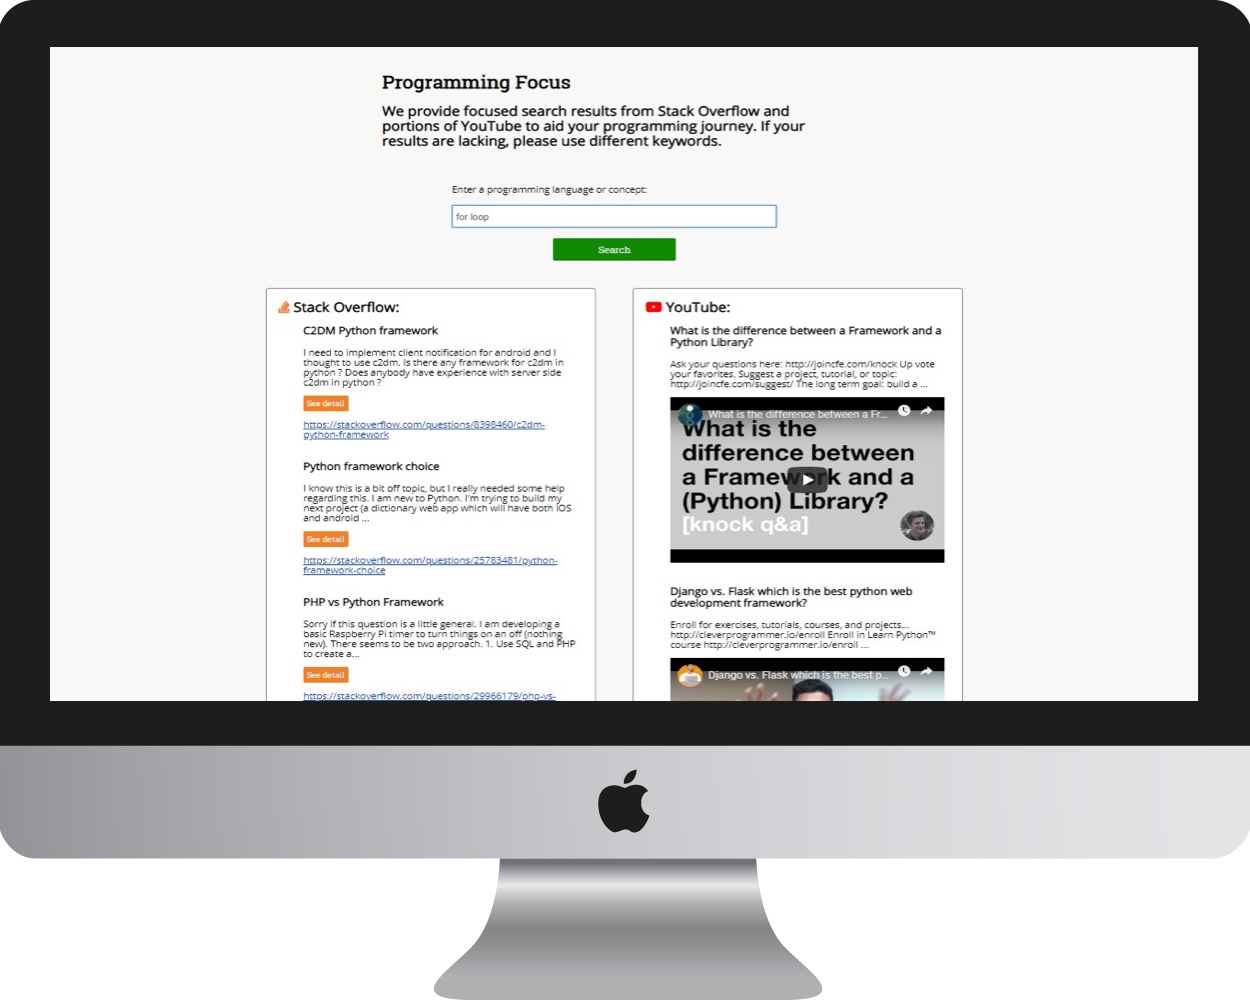 Programming Focus
We provide focused search results from Stack Overflow and
portions of YouTube to aid your programming journey. If your
results are lacking, please use different keywords.
Enter a programming language or concept:
for loop
Search
Stack Overflow:
C2DM Python framework
I need to implement client notification for android and I
thought to use c2dm. Is there any framework for c2dm in
python ? Does anybody have experience with server side
c2dm in python ?
See detail
https://stackoverflow.com/questions/8398460/c2dm-
python-framework
Python framework choice
I know this is a bit off topic, but I really needed some help
regarding this. I am new to Python. I'm trying to build my
next project (a dictionary web app which will have both iOS
and android ...
See detail
https://stackoverflow.com/questions/25783481/python-
framework-choice
PHP vs Python Framework
Sorry if this question is a little general. I am developing a
basic Raspberry Pi timer to turn things on an off (nothing
new). There seems to be two approach. 1. Use SQL and PHP
to create a...
See detail
https://stackoverflow.com/questions/29966179/php-vs-
YouTube:
What is the difference between a Framework and a
Python Library?
Ask your questions here: http://joincfe.com/knock Up vote
your favorites. Suggest a project, tutorial, or topic:
http://joincfe.com/suggest/ The long term goal: build a ...
What is the difference between a Fr...
What is the
difference between
a Framework and a
(Python) Library?
[knock q&a]
Django vs. Flask which is the best python web
development framework?
Enroll for exercises, tutorials, courses, and projects...
http://cleverprogrammer.io/enroll Enroll in Learn Python™
course http://cleverprogrammer.io/enroll ...
Django vs. Flask which is the best p...